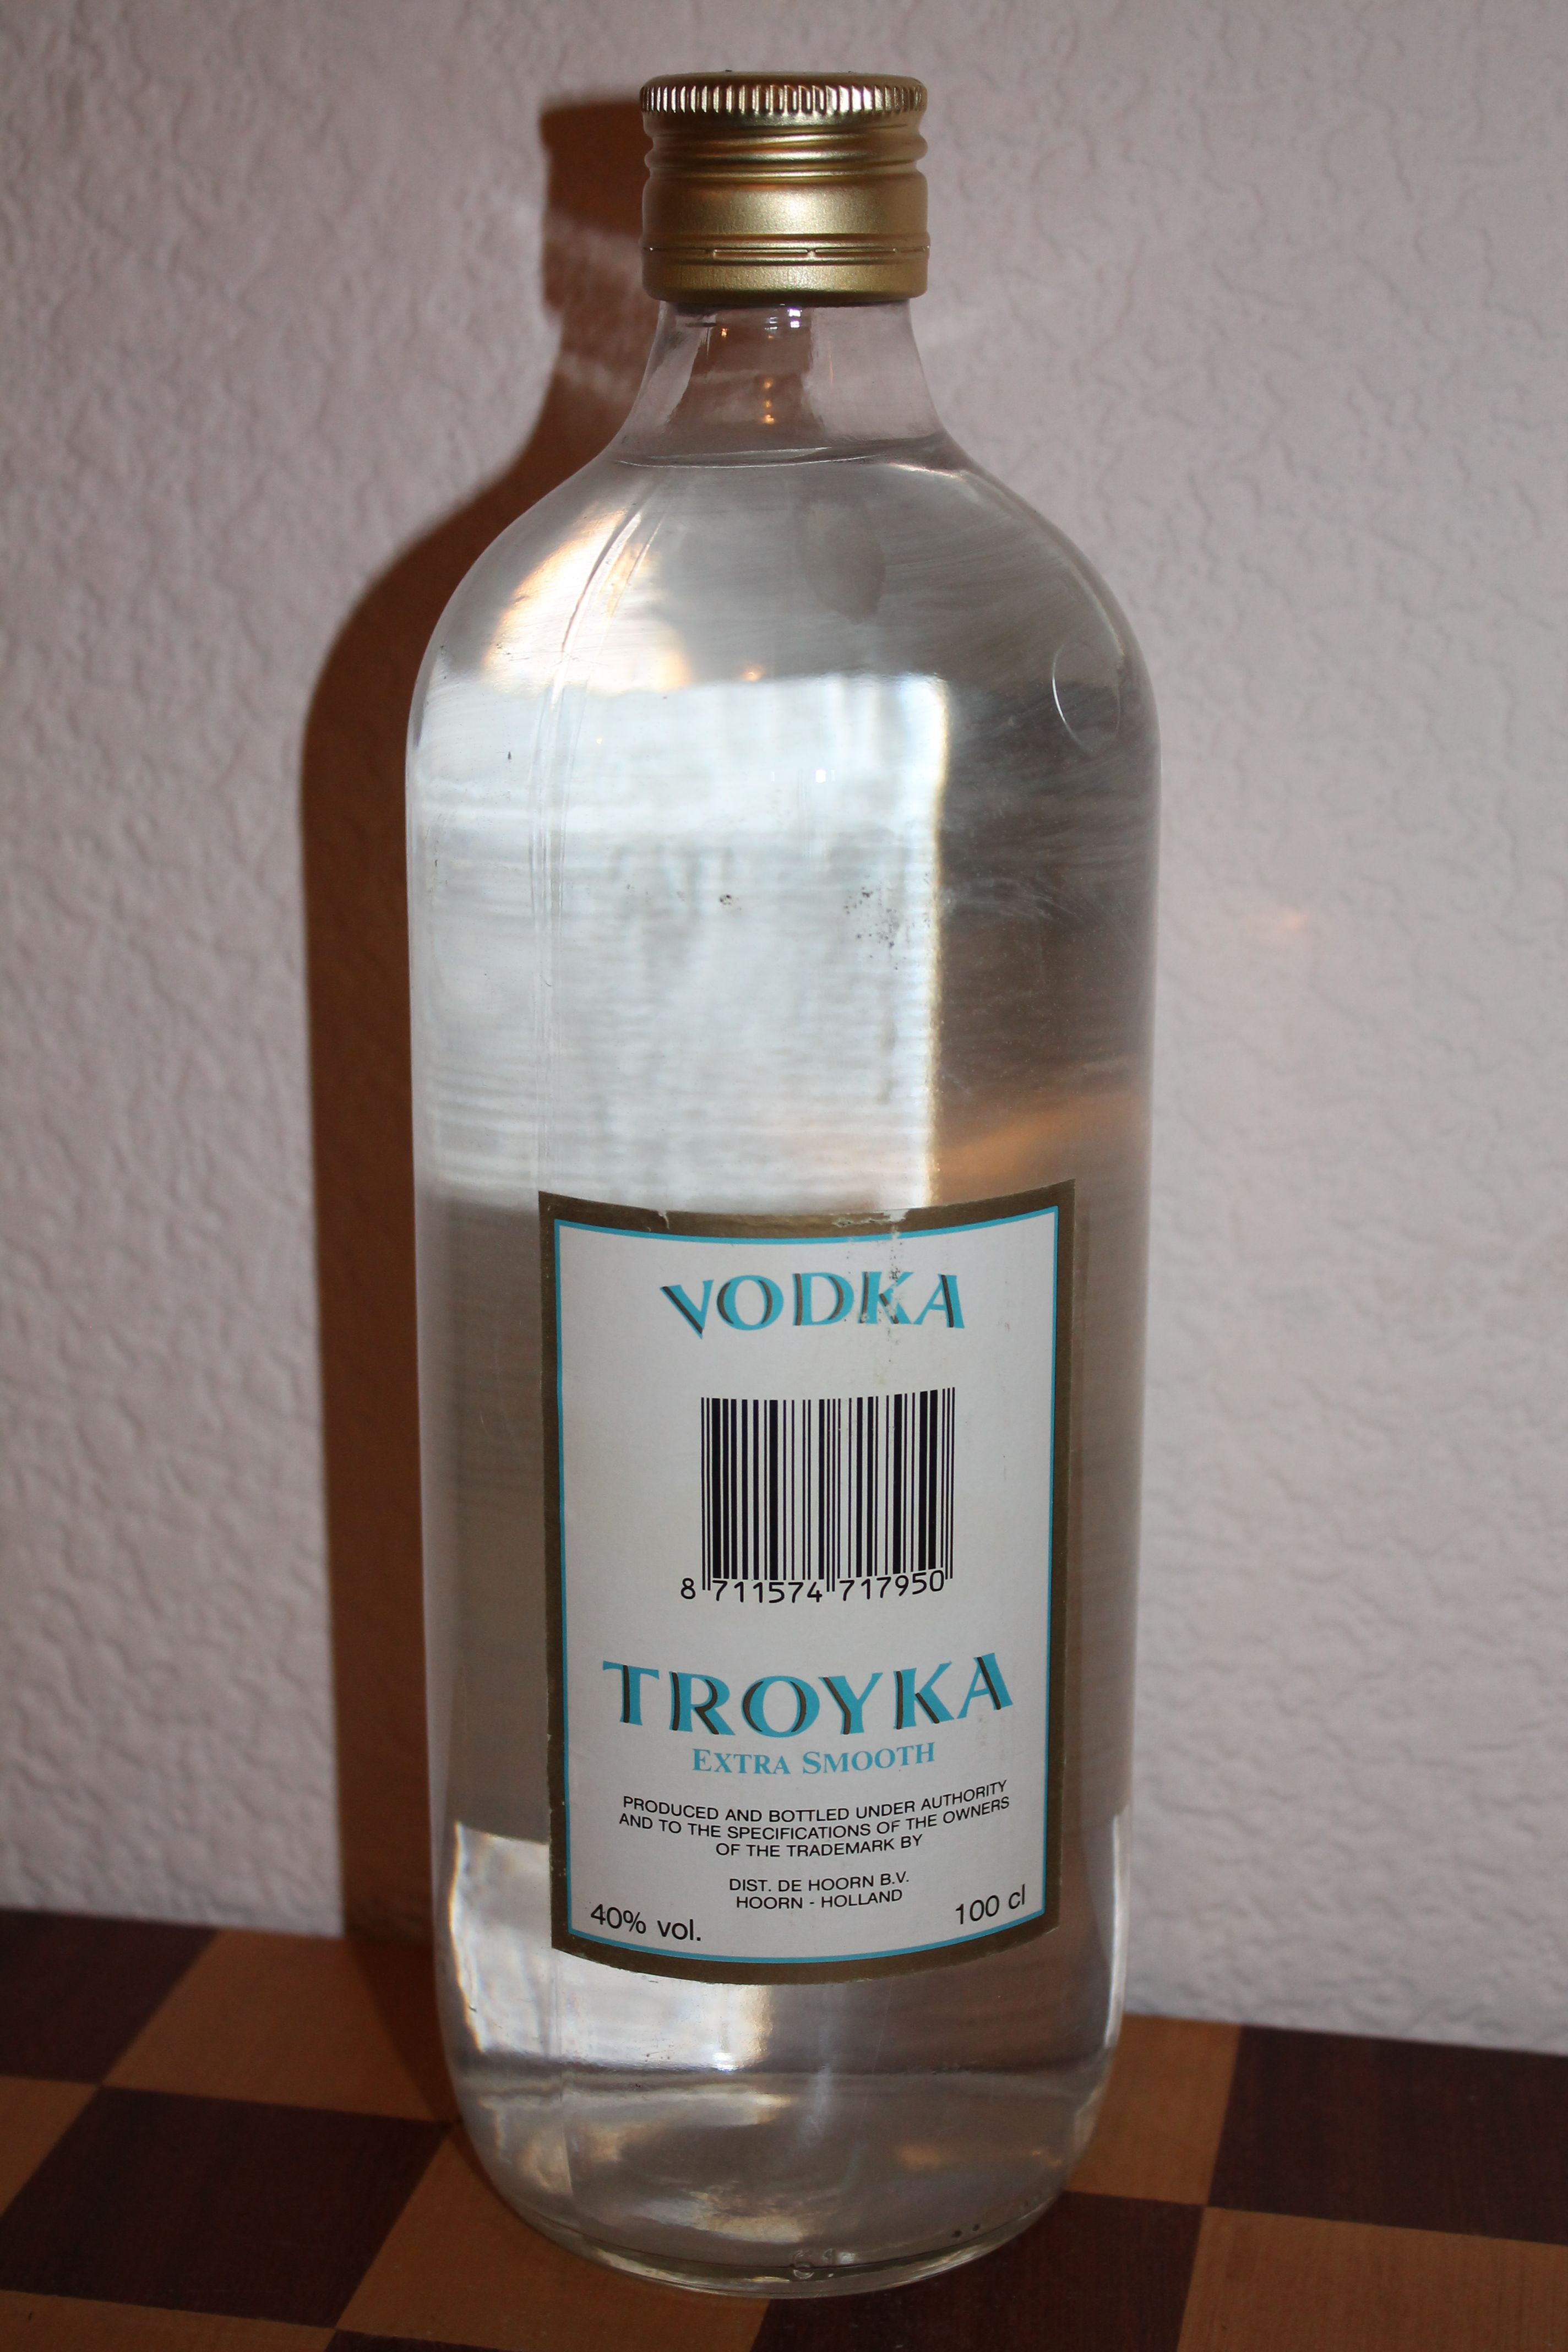 VODKA
8 711574 717950
TROYKA
EXTRA SMOOTH
PRODUCED AND BOTTLED UNDER AUTHORITY
AND TO THE SPECIFICATIONS OF THE OWNERS
OF THE TRADEMARK BY
DIST. DE HOORN B.V.
HOORN - HOLLAND
40% vol. 100 cl